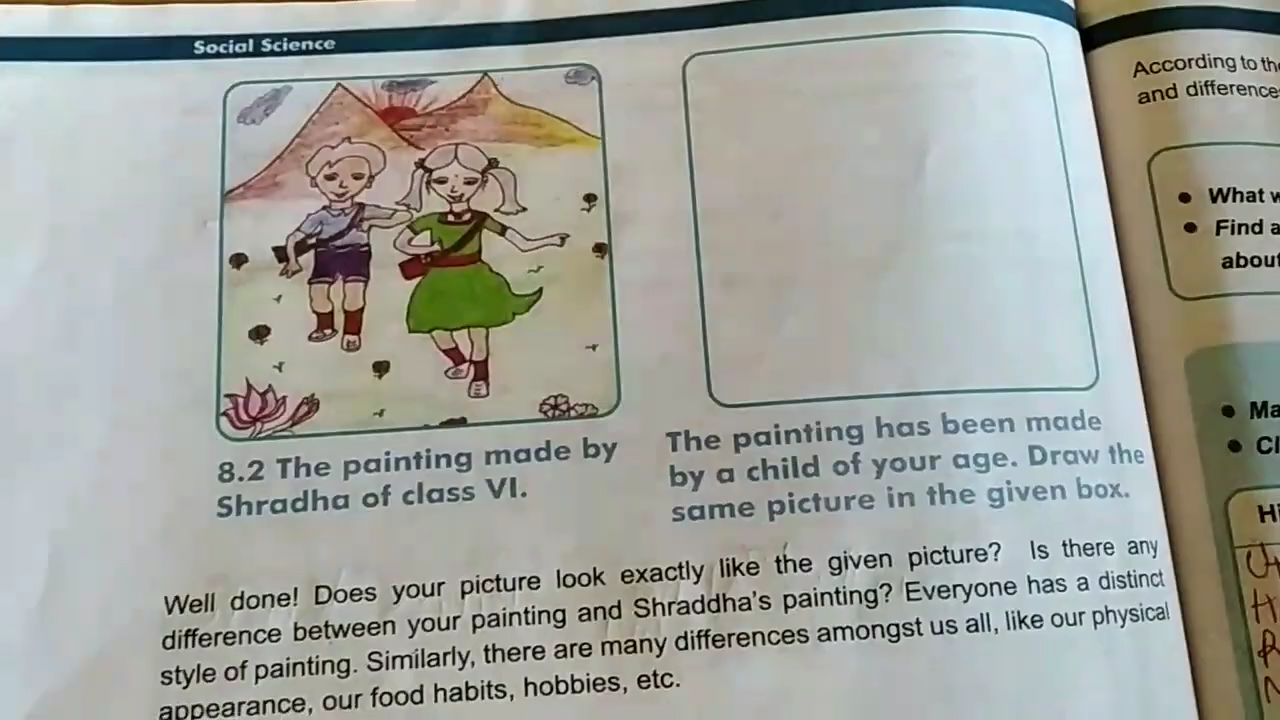 Social Science
8.2 The painting made by
Shradha of class VI.
The painting has been made
by a child of your age. Draw the
same picture in the given box.
Well done! Does your picture look exactly like the given picture? Is there any
difference between your painting and Shraddha's painting? Everyone has a distinct
style of painting. Similarly, there are many differences amongst us all, like our physical
appearance, our food habits, hobbies, etc.
According to the
and difference
• What
• Find a
about